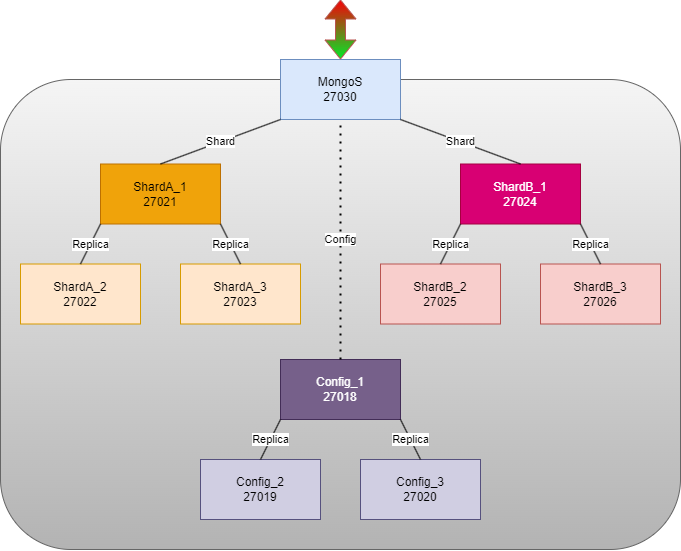 MongoS
27030
Shard
Shard
ShardA_1
27021
ShardB_1
27024
Replica
Replica
Config
Replica
Replica
ShardA_2
27022
ShardA_3
27023
ShardB_2
27025
ShardB_3
27026
Config_1
27018
Replica
Replica
Config_2
27019
Config_3
27020